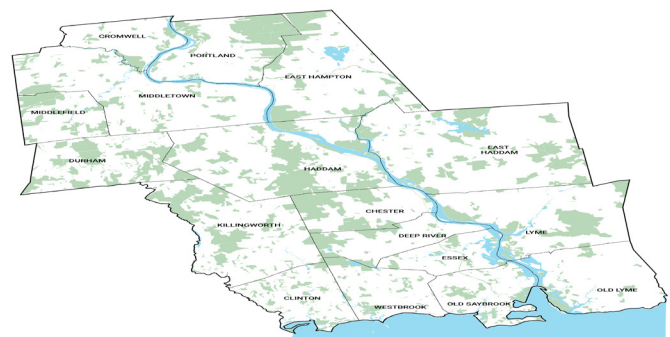 CROMWELL
PORTLAND
EAST HAMPTON
MIDDLETOWN
MIDDLEFIELD
EAST
HADDAM
DURHAM
HADDAM
CHESTER
KILLINGWORTH
DEEP RIVER
LYME
ESSEX
OLD LYME
CLINTON
WESTBROOK
OLD SAYBROOK